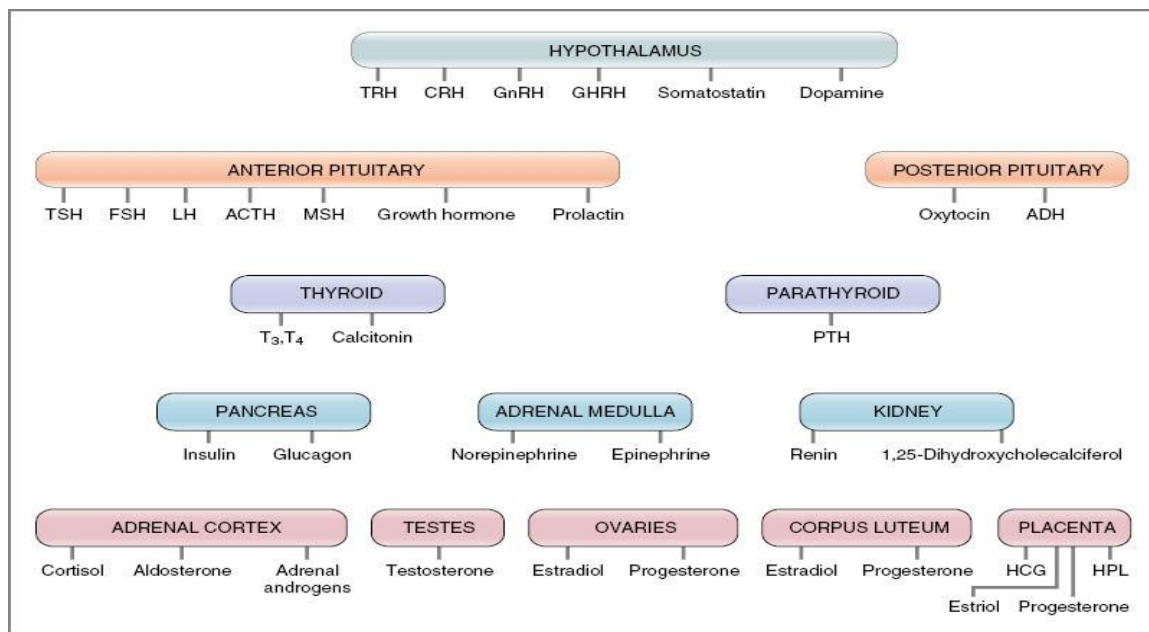 HYPOTHALAMUS
TRH CRH GnRH GHRH Somatostatin Dopamine
ANTERIOR PITUITARY POSTERIOR PITUITARY
TSH FSH LH ACTH MSH Growth hormone Prolactin Oxytocin ADH
THYROID PARATHYROID
T₃,T₄ Calcitonin PTH
PANCREAS ADRENAL MEDULLA KIDNEY
Insulin Glucagon Norepinephrine Epinephrine Renin 1,25-Dihydroxycholecalciferol
ADRENAL CORTEX TESTES OVARIES CORPUS LUTEUM PLACENTA
Cortisol Aldosterone Adrenal Testosterone Estradiol Progesterone Estradiol Progesterone HCG HPL
androgens
Estriol Progesterone